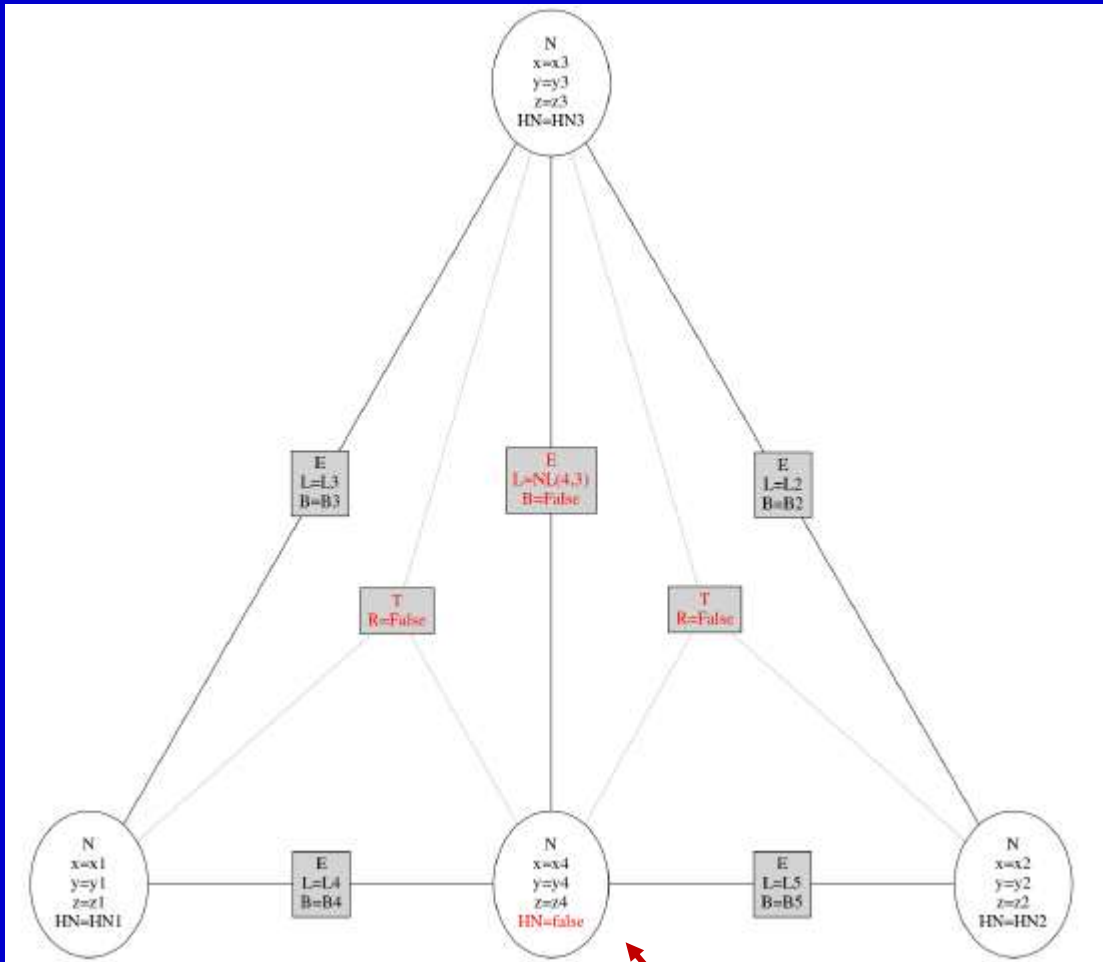 N
x=x3
y=y3
z=z3
HN=HN3
E
L=L3
B=B3
E
L=NL(4,3)
B=False
E
L=L2
B=B2
T
R=False
T
R=False
N
x=x1
y=y1
z=z1
HN=HN1
E
L=L4
B=B4
N
x=x4
y=y4
z=z4
HN=false
E
L=L5
B=B5
N
x=x2
y=y2
z=z2
HN=HN2